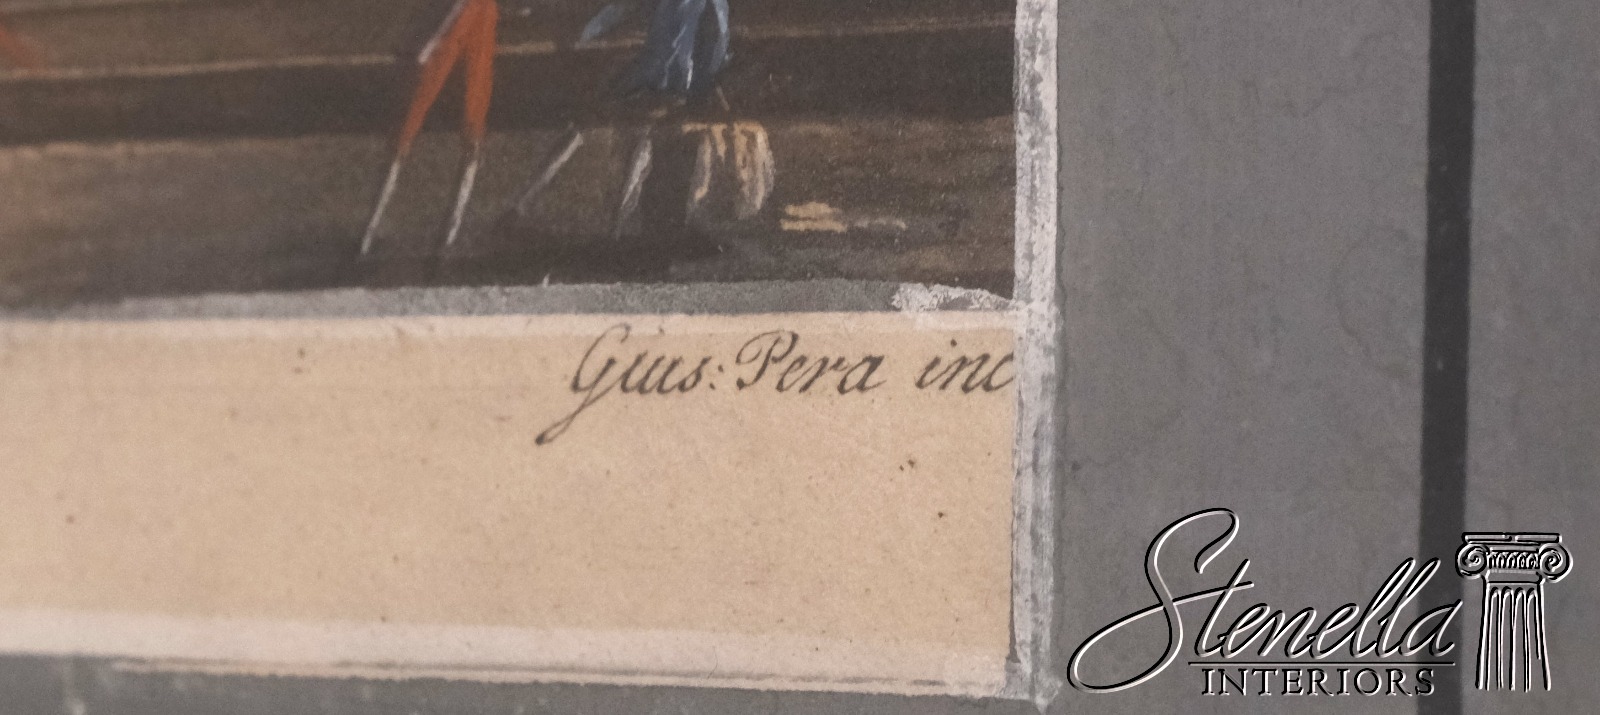 Gius: Pera inc
Stenella
INTERIORS